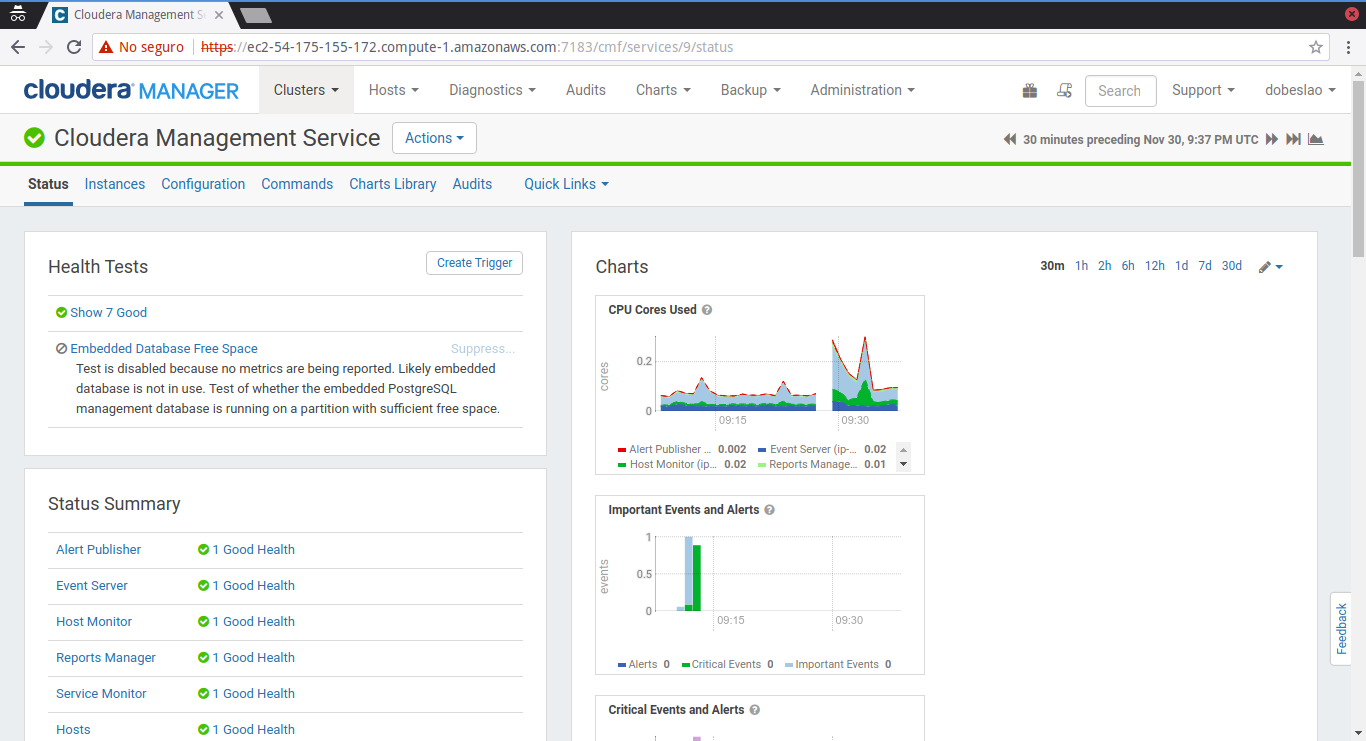 Cloudera Management S
No seguro https://ec2-54-175-155-172.compute-1.amazonaws.com:7183/cmf/services/9/status
cloudera MANAGER Clusters Hosts Diagnostics Audits Charts Backup Administration Search Support dobeslao
Cloudera Management Service Actions 30 minutes preceding Nov 30, 9:37 PM UTC
Status Instances Configuration Commands Charts Library Audits Quick Links
Health Tests Create Trigger
Show 7 Good
Embedded Database Free Space Suppress...
Test is disabled because no metrics are being reported. Likely embedded
database is not in use. Test of whether the embedded PostgreSQL
management database is running on a partition with sufficient free space.
Status Summary
Alert Publisher 1 Good Health
Event Server 1 Good Health
Host Monitor 1 Good Health
Reports Manager 1 Good Health
Service Monitor 1 Good Health
Hosts 1 Good Health
Charts 30m 1h 2h 6h 12h 1d 7d 30d
CPU Cores Used
cores
0.2
0
09:15 09:30
Alert Publisher ... 0.002 Event Server (ip-... 0.02
Host Monitor (ip... 0.02 Reports Manage... 0.01
Important Events and Alerts
events
1
0.5
0
09:15 09:30
Alerts 0 Critical Events 0 Important Events 0
Critical Events and Alerts
Feedback